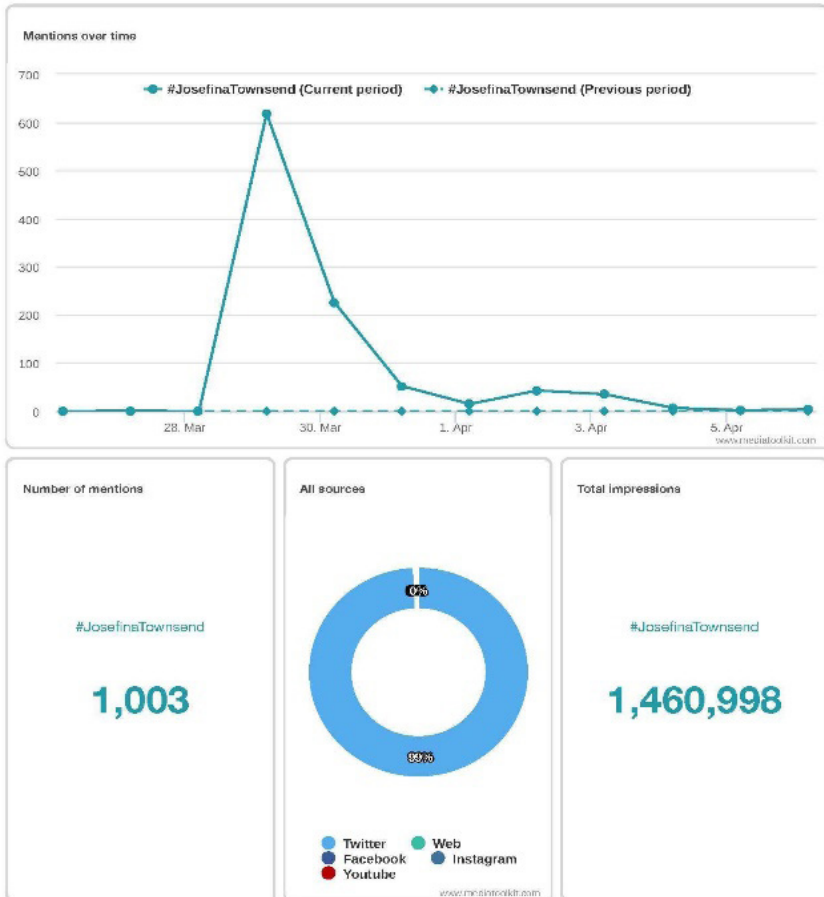 Mentions over time
700
#JosefinaTownsend (Current period) #JosefinaTownsend (Previous period)
600
500
400
300
200
100
0
28. Mar 30. Mar 1. Apr 3. Apr 5. Apr
www.mediatoolkit.com
Number of mentions
#JosefinaTownsend
1,003
All sources
0%
99%
Twitter Web
Facebook Instagram
Youtube
www.mediatoolkit.com
Total impressions
#JosefinaTownsend
1,460,998